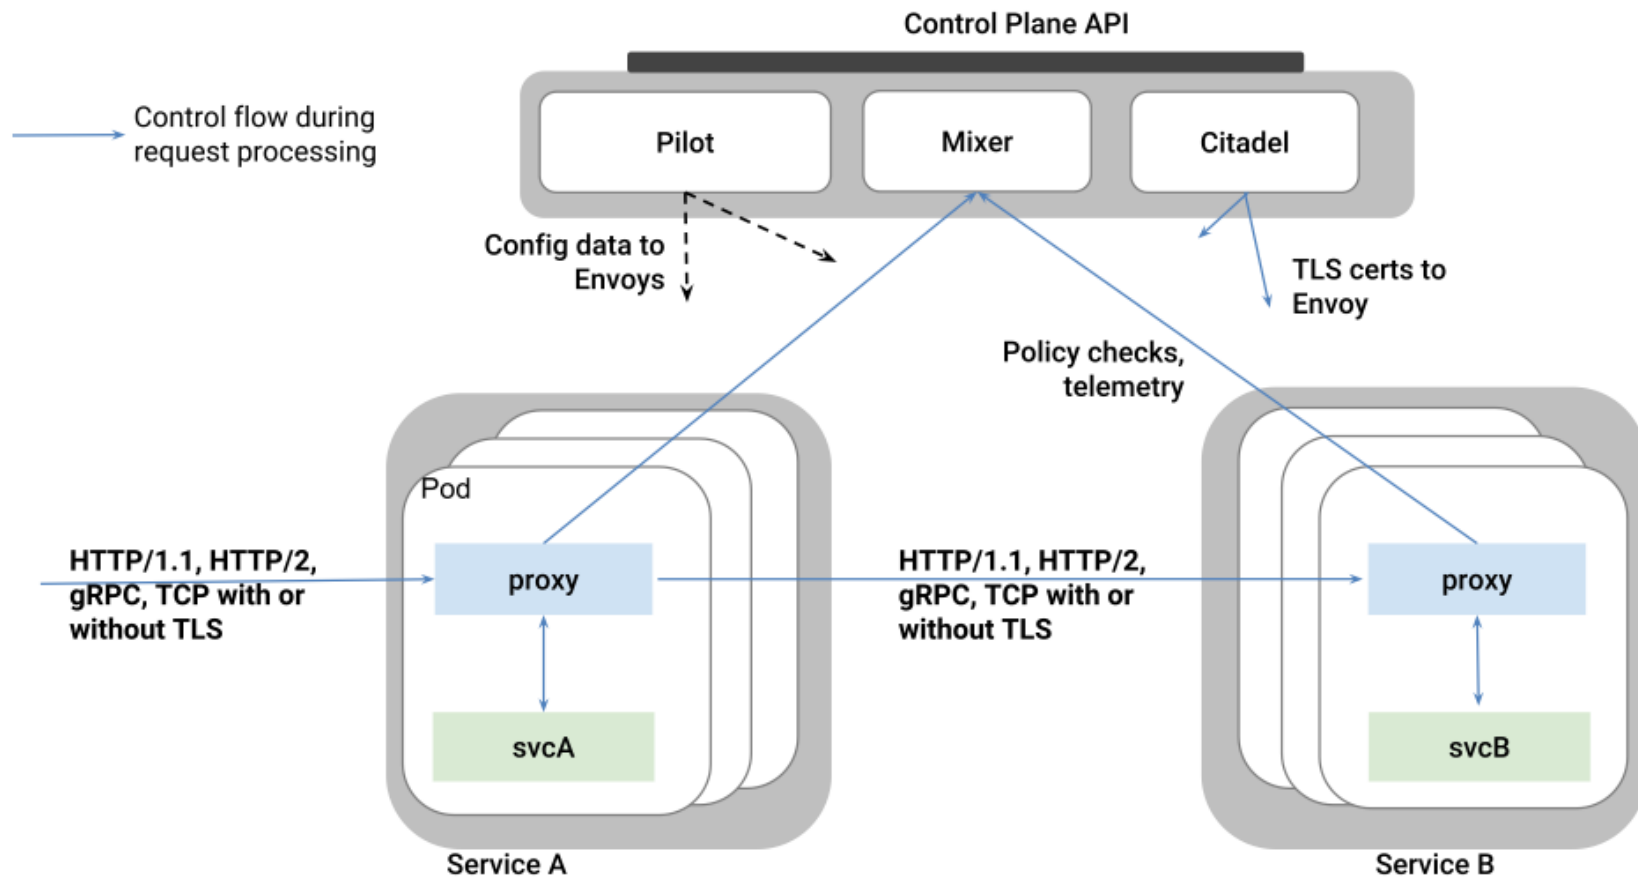 Control Plane API
Control flow during
request processing
Pilot
Mixer
Citadel
Config data to
Envoys
TLS certs to
Envoy
Policy checks,
telemetry
Pod
HTTP/1.1, HTTP/2,
gRPC, TCP with or
without TLS
proxy
HTTP/1.1, HTTP/2,
gRPC, TCP with or
without TLS
proxy
svcA
svcB
Service A
Service B